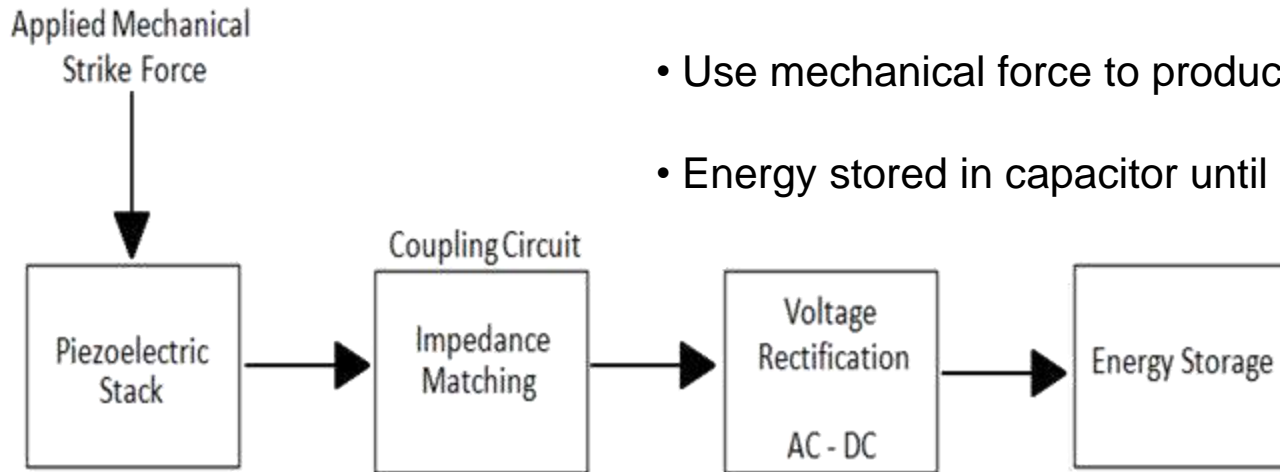 Applied Mechanical
Strike Force
• Use mechanical force to produc
• Energy stored in capacitor until
Coupling Circuit
Piezoelectric
Stack
Impedance
Matching
Voltage
Rectification
AC - DC
Energy Storage